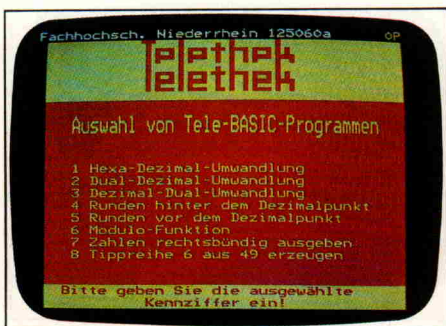 Fachhochsch. Niederrhein 125060a 0P
Telethek
Telethek
Auswahl von Tele-BASIC-Programmen
1 Hexa-Dezimal-Umwandlung
2 Dual-Dezimal-Umwandlung
3 Dezimal-Dual-Umwandlung
4 Runden hinter dem Dezimalpunkt
5 Runden vor dem Dezimalpunkt
6 Modulo-Funktion
7 Zahlen rechtsbündig ausgeben
8 Tippreihe 6 aus 49 erzeugen
Bitte geben Sie die ausgewählte
Kennziffer ein!